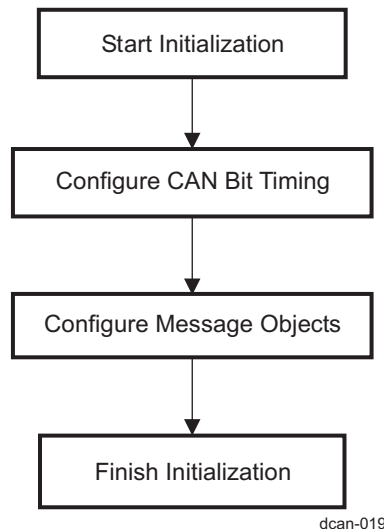 Start Initialization
Configure CAN Bit Timing
Configure Message Objects
Finish Initialization
dcan-019